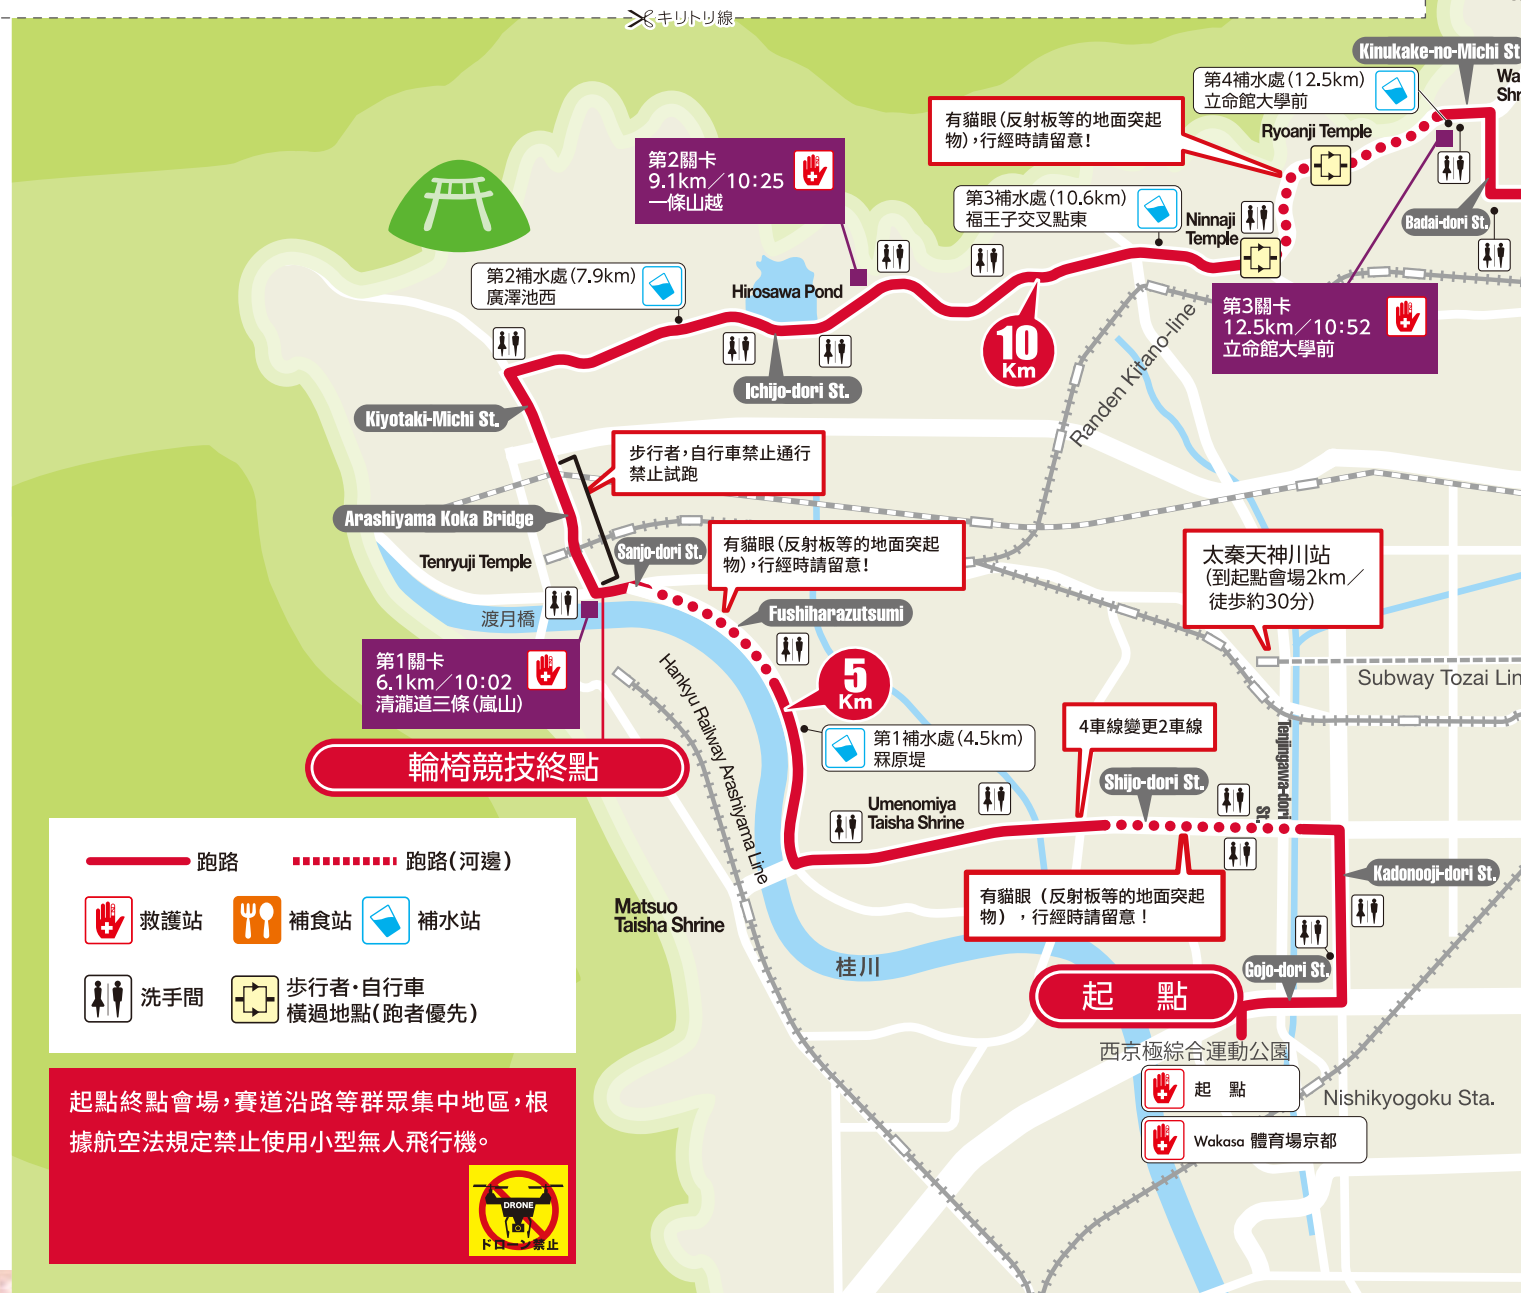 キリトリ線
Kinukake-no-Michi St
Wa
Shr
第4補水處(12.5km)
立命館大學前
有貓眼(反射板等的地面突起
物),行經時請留意!
Ryoanji Temple
第2關卡
9.1km/10:25
一條山越
第3補水處(10.6km)
福王子交叉點東
Ninnaji
Temple
Badai-dori St.
第2補水處(7.9km)
廣澤池西
Hirosawa Pond
第3關卡
12.5km/10:52
立命館大學前
10
Km
Randen Kitano-line
Ichijo-dori St.
Kiyotaki-Michi St.
步行者,自行車禁止通行
禁止試跑
Arashiyama Koka Bridge
Tenryuji Temple
Sanjo-dori St.
有貓眼(反射板等的地面突起
物),行經時請留意!
太秦天神川站
(到起點會場2km/
徒步約30分)
渡月橋
Fushiharazutsumi
第1關卡
6.1km/10:02
清瀧道三條(嵐山)
Hankyu Railway Arashiyama Line
5
Km
Subway Tozai Lin
第1補水處(4.5km)
罧原堤
4車線變更2車線
輪椅競技終點
Tenjingawa-dori
St.
Shijo-dori St.
Umenomiya
Taisha Shrine
跑路
跑路(河邊)
Kadonooji-dori St.
有貓眼(反射板等的地面突起
物),行經時請留意!
救護站
補食站
補水站
Matsuo
Taisha Shrine
桂川
Gojo-dori St.
起 點
洗手間
步行者・自行車
橫過地點(跑者優先)
西京極綜合運動公園
起 點
Nishikyogoku Sta.
Wakasa 體育場京都
起點終點會場,賽道沿路等群眾集中地區,根
據航空法規定禁止使用小型無人飛行機。
DRONE
ドローン禁止